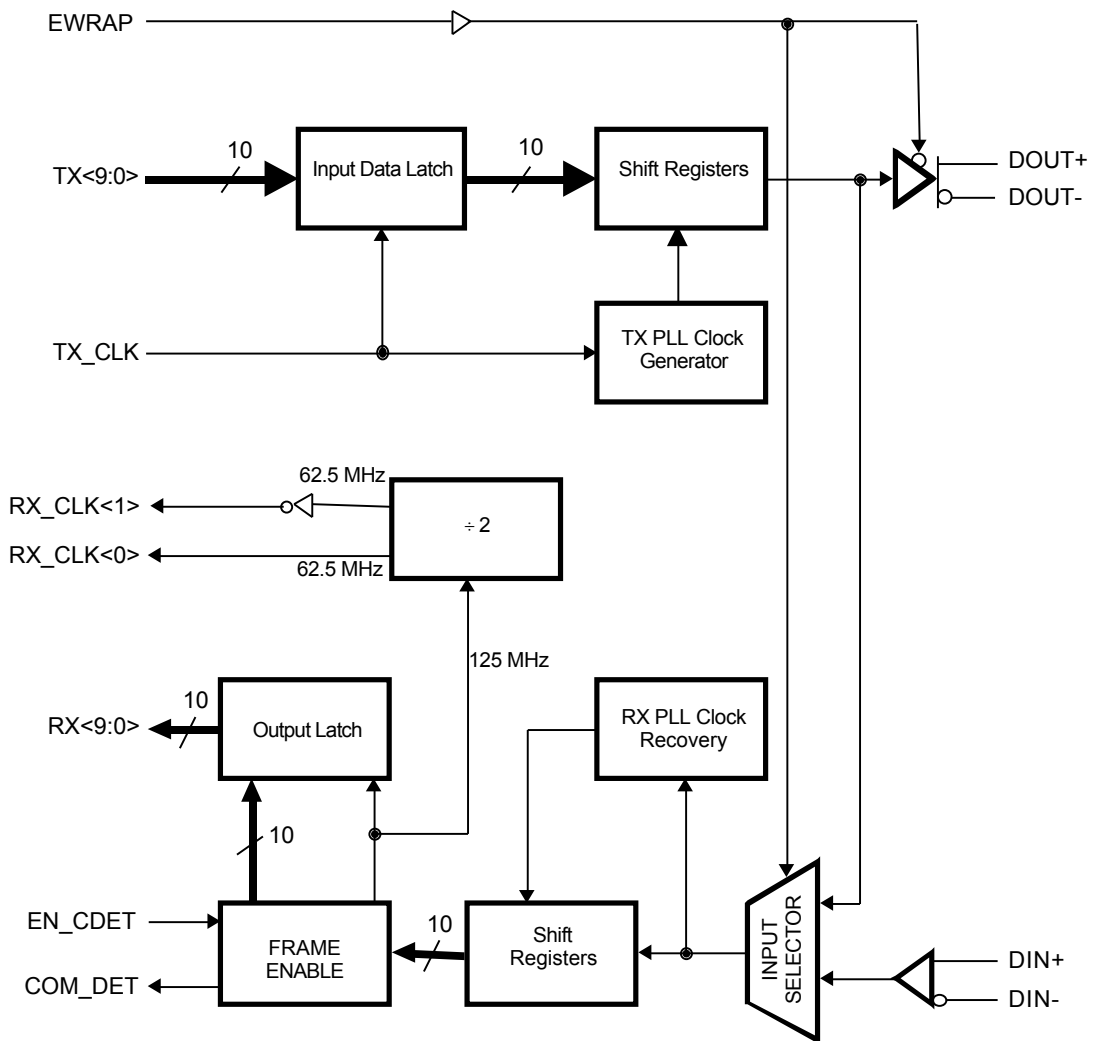 EWRAP
TX<9:0>
10
Input Data Latch
10
Shift Registers
DOUT+
DOUT-
TX_CLK
TX PLL Clock
Generator
62.5 MHz
RX_CLK<1>
÷ 2
RX_CLK<0>
62.5 MHz
125 MHz
RX<9:0>
10
Output Latch
RX PLL Clock
Recovery
10
EN_CDET
COM_DET
FRAME
ENABLE
10
Shift
Registers
INPUT
SELECTOR
DIN+
DIN-